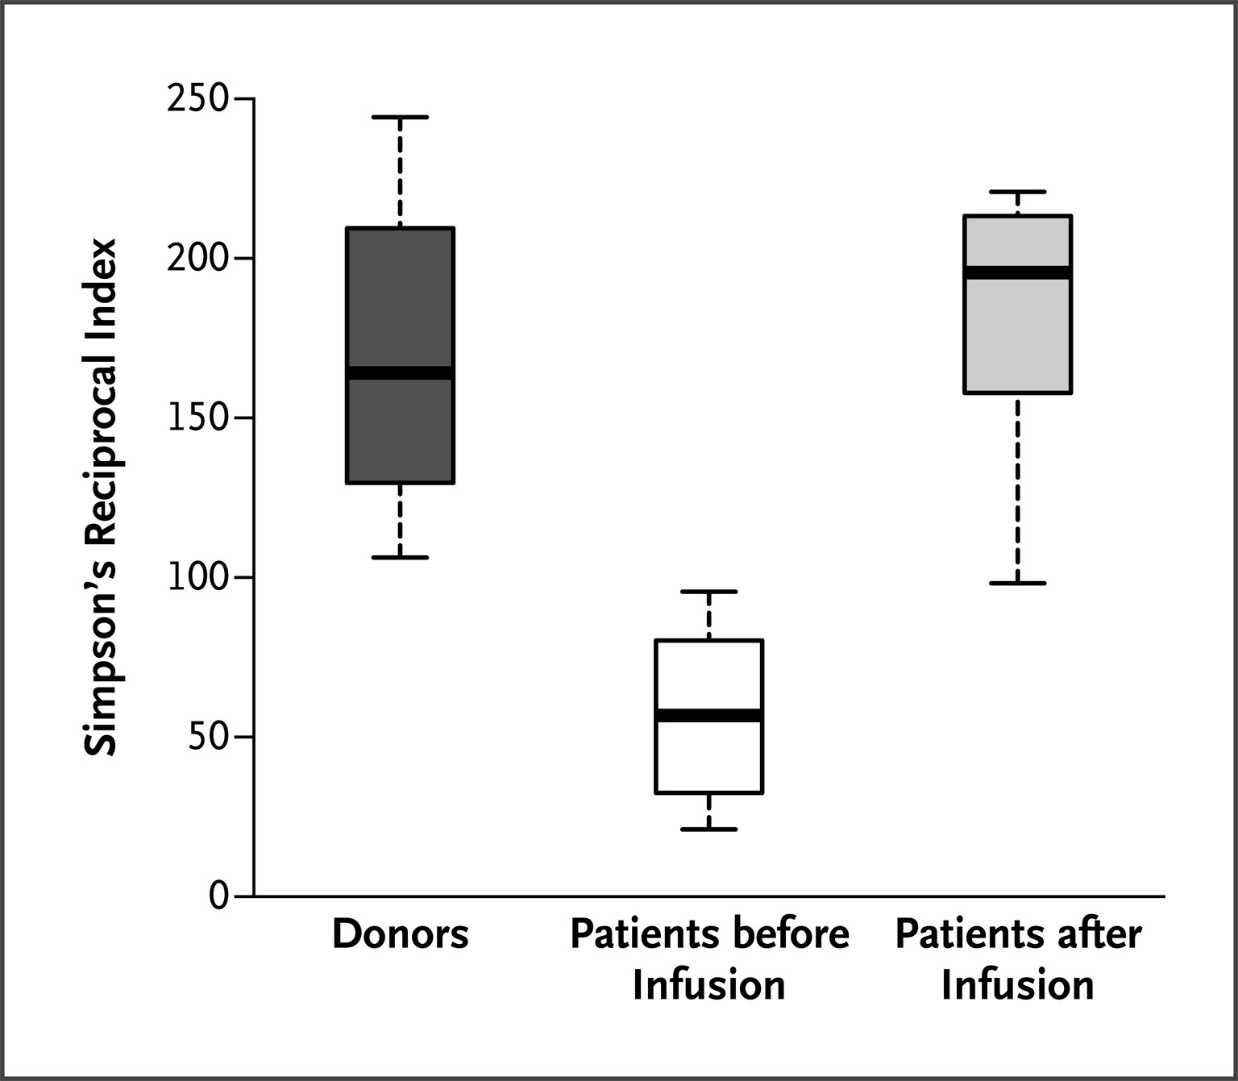 Simpson's Reciprocal Index
250
200
150
100
50
0
Donors
Patients before
Infusion
Patients after
Infusion